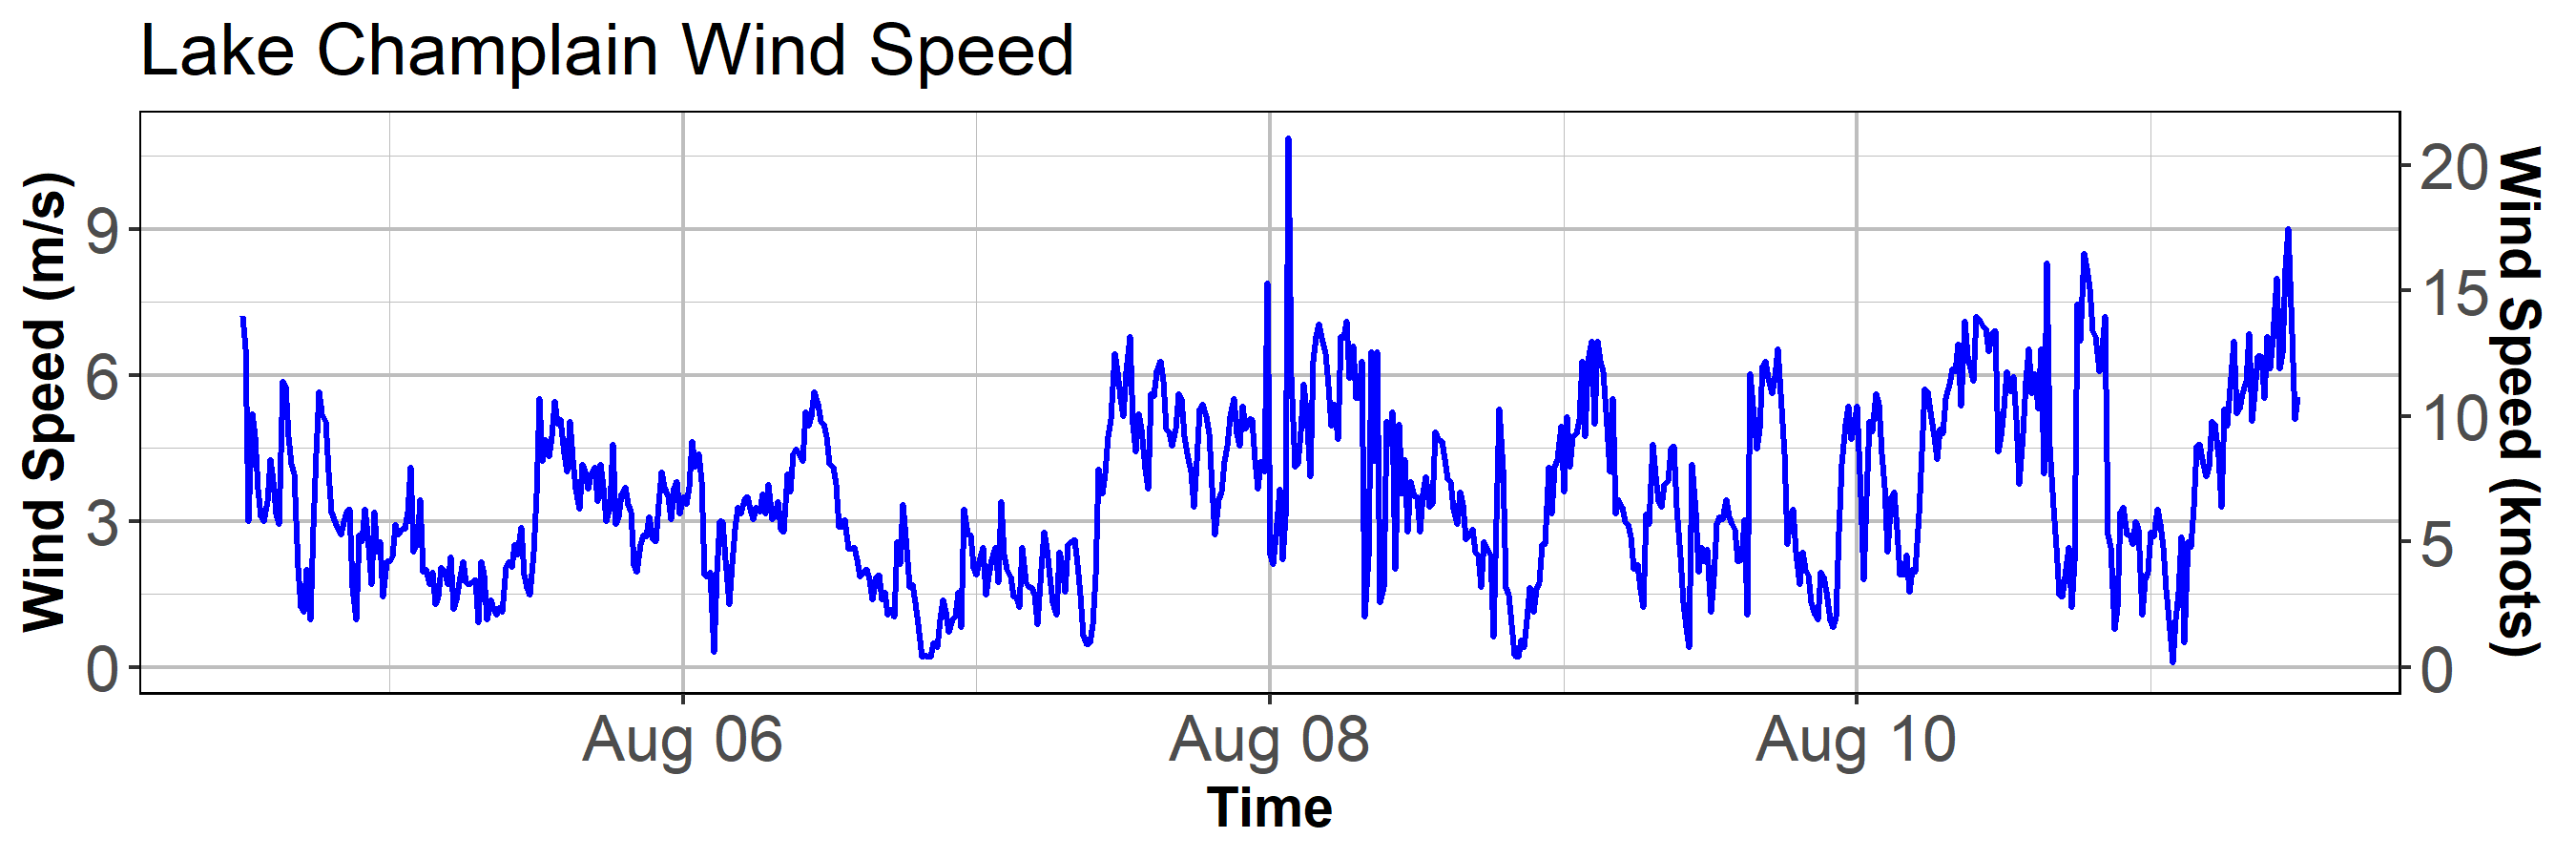 Lake Champlain Wind Speed
Wind Speed (m/s)
9
6
3
0
20
15
10
5
0
Wind Speed (knots)
Aug 06
Aug 08
Aug 10
Time